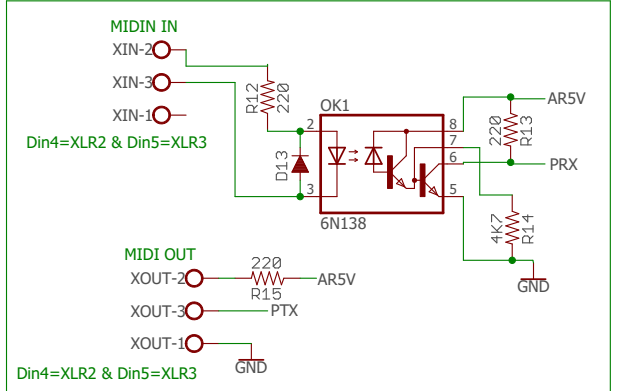 MIDIN IN
XIN-2
XIN-3
XIN-1
Din4=XLR2 & Din5=XLR3
R12
220
D13
OK1
2
3
8
7
6
5
6N138
AR5V
220
R13
PRX
4K7
R14
GND
MIDI OUT
XOUT-2
220
R15
AR5V
XOUT-3
PTX
XOUT-1
GND
Din4=XLR2 & Din5=XLR3